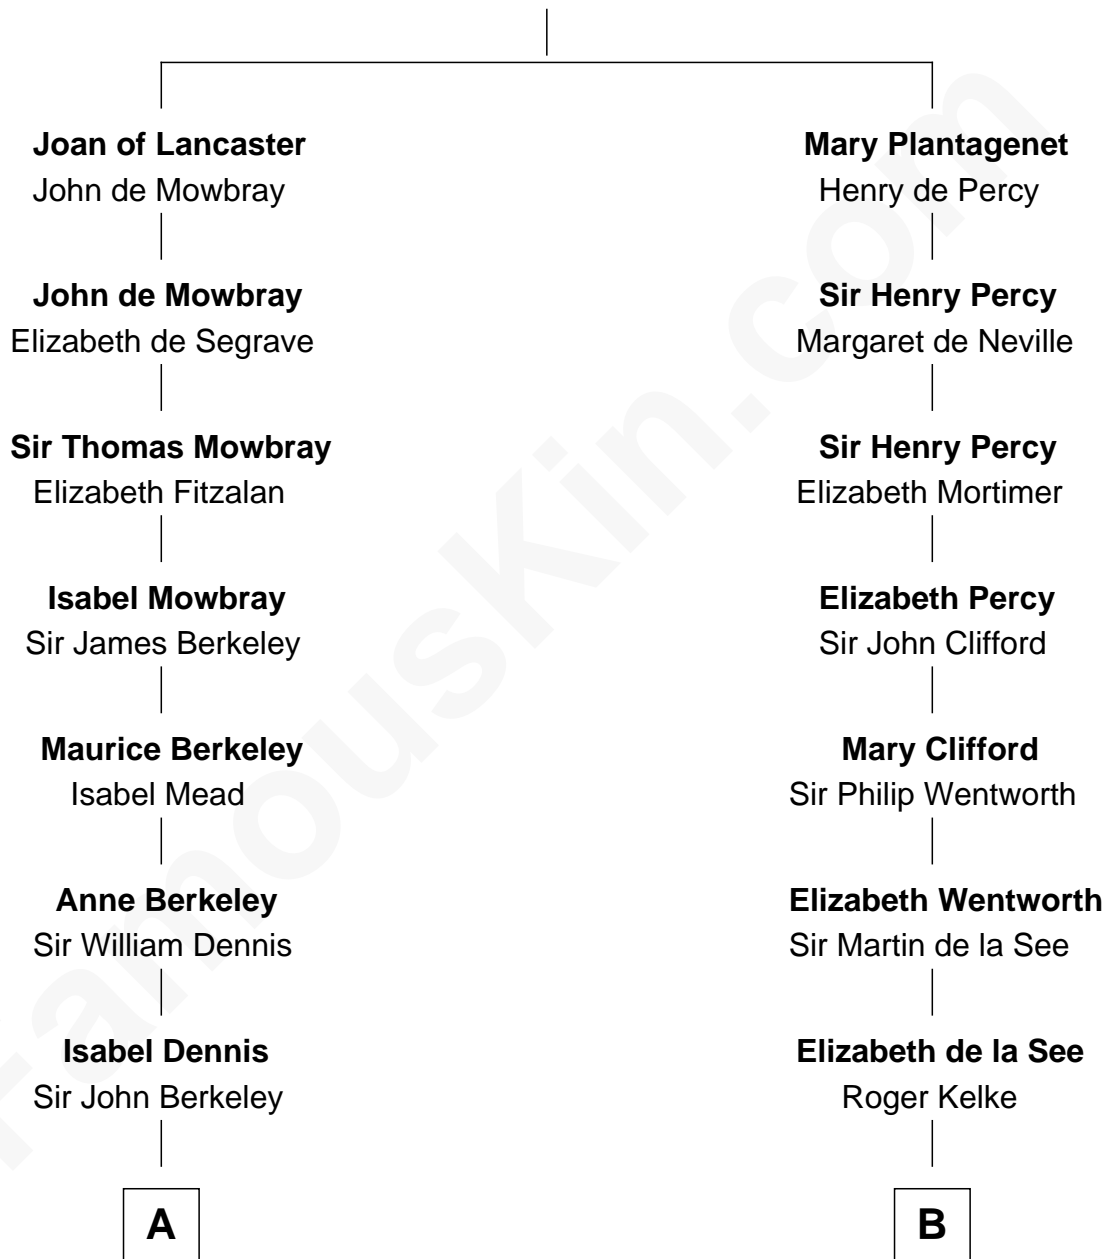 Joan of Lancaster
John de Mowbray
John de Mowbray
Elizabeth de Segrave
Sir Thomas Mowbray
Elizabeth Fitzalan
Isabel Mowbray
Sir James Berkeley
Maurice Berkeley
Isabel Mead
Anne Berkeley
Sir William Dennis
Isabel Dennis
Sir John Berkeley
A
Mary Plantagenet
Henry de Percy
Sir Henry Percy
Margaret de Neville
Sir Henry Percy
Elizabeth Mortimer
Elizabeth Percy
Sir John Clifford
Mary Clifford
Sir Philip Wentworth
Elizabeth Wentworth
Sir Martin de la See
Elizabeth de la See
Roger Kelke
B
FamousKin.com